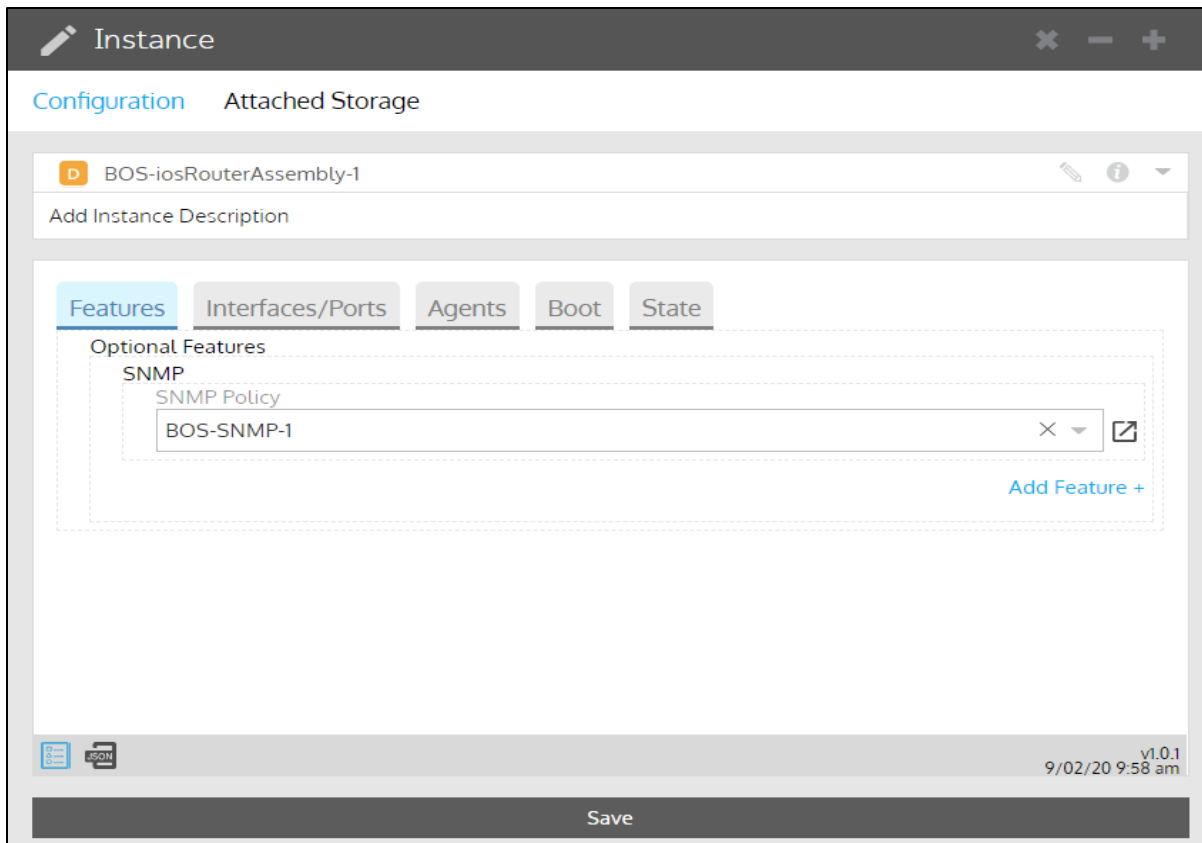 Instance
Configuration Attached Storage
D BOS-iosRouterAssembly-1
Add Instance Description
Features Interfaces/Ports Agents Boot State
Optional Features
SNMP
SNMP Policy
BOS-SNMP-1
Add Feature +
JSON
v1.0.1
9/02/20 9:58 am
Save